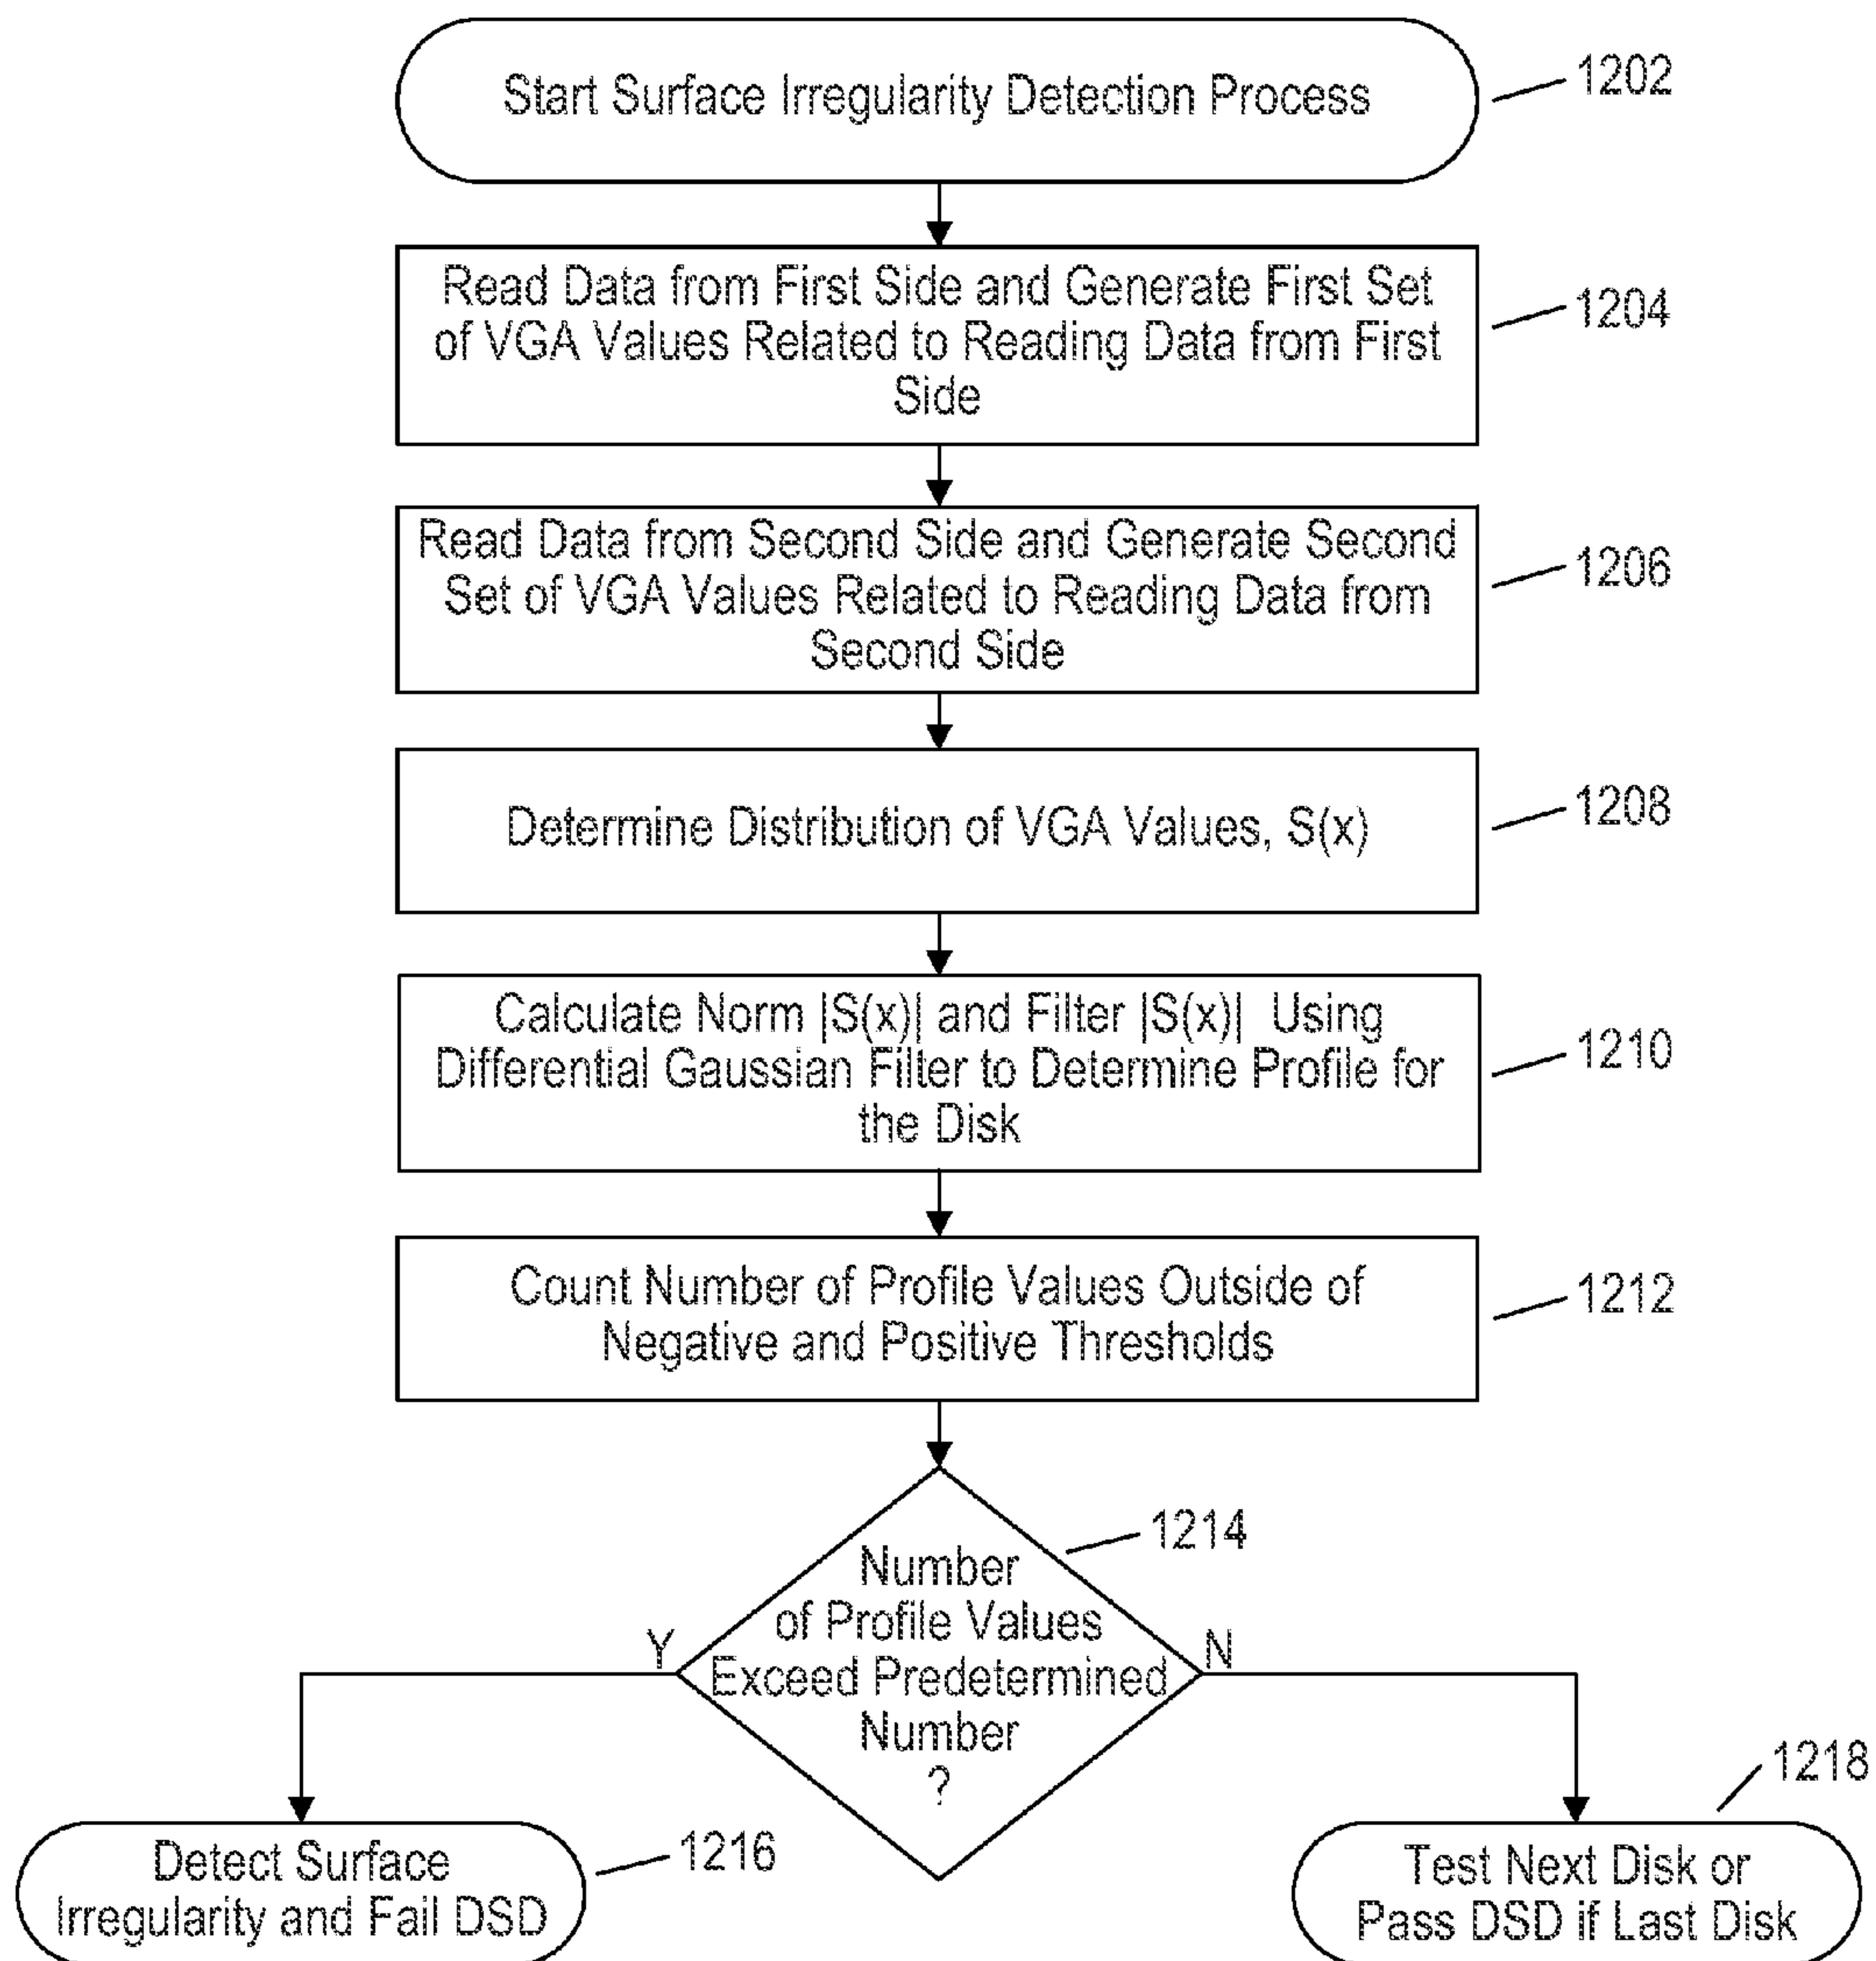 Start Surface Irregularity Detection Process
1202
Read Data from First Side and Generate First Set
of VGA Values Related to Reading Data from First
Side
1204
Read Data from Second Side and Generate Second
Set of VGA Values Related to Reading Data from
Second Side
1206
Determine Distribution of VGA Values, S(x)
1208
Calculate Norm |S(x)| and Filter |S(x)| Using
Differential Gaussian Filter to Determine Profile for
the Disk
1210
Count Number of Profile Values Outside of
Negative and Positive Thresholds
1212
Number
of Profile Values
Exceed Predetermined
Number
?
1214
Y
N
Detect Surface
Irregularity and Fail DSD
1216
Test Next Disk or
Pass DSD if Last Disk
1218